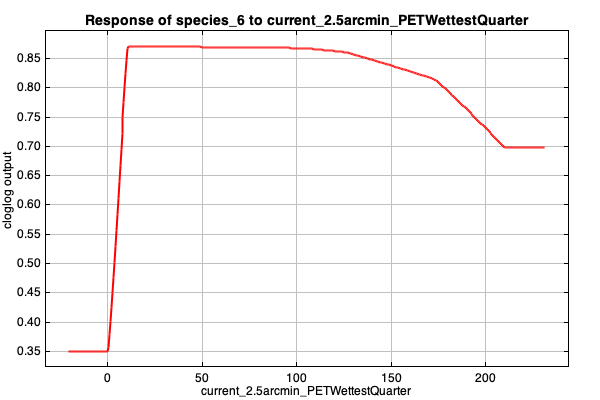 Response of species_6 to current_2.5arcmin_PETWettestQuarter
cloglog output
0.85
0.80
0.75
0.70
0.65
0.60
0.55
0.50
0.45
0.40
0.35
0 50 100 150 200
current_2.5arcmin_PETWettestQuarter